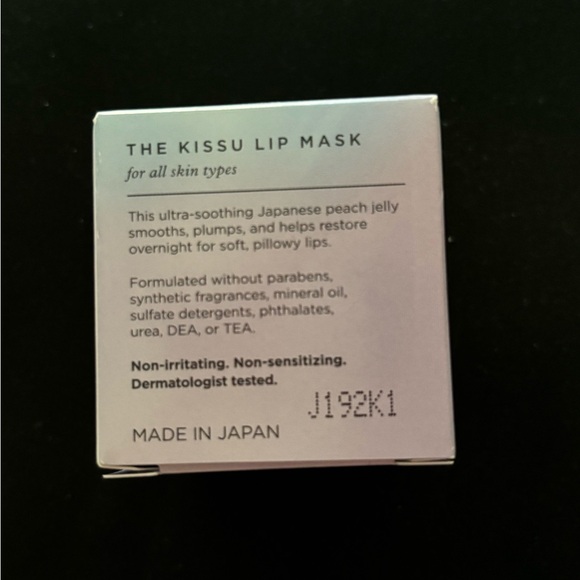 THE KISSU LIP MASK
for all skin types
This ultra-soothing Japanese peach jelly
smooths, plumps, and helps restore
overnight for soft, pillowy lips.
Formulated without parabens,
synthetic fragrances, mineral oil,
sulfate detergents, phthalates,
urea, DEA, or TEA.
Non-irritating. Non-sensitizing.
Dermatologist tested.
J192K1
MADE IN JAPAN